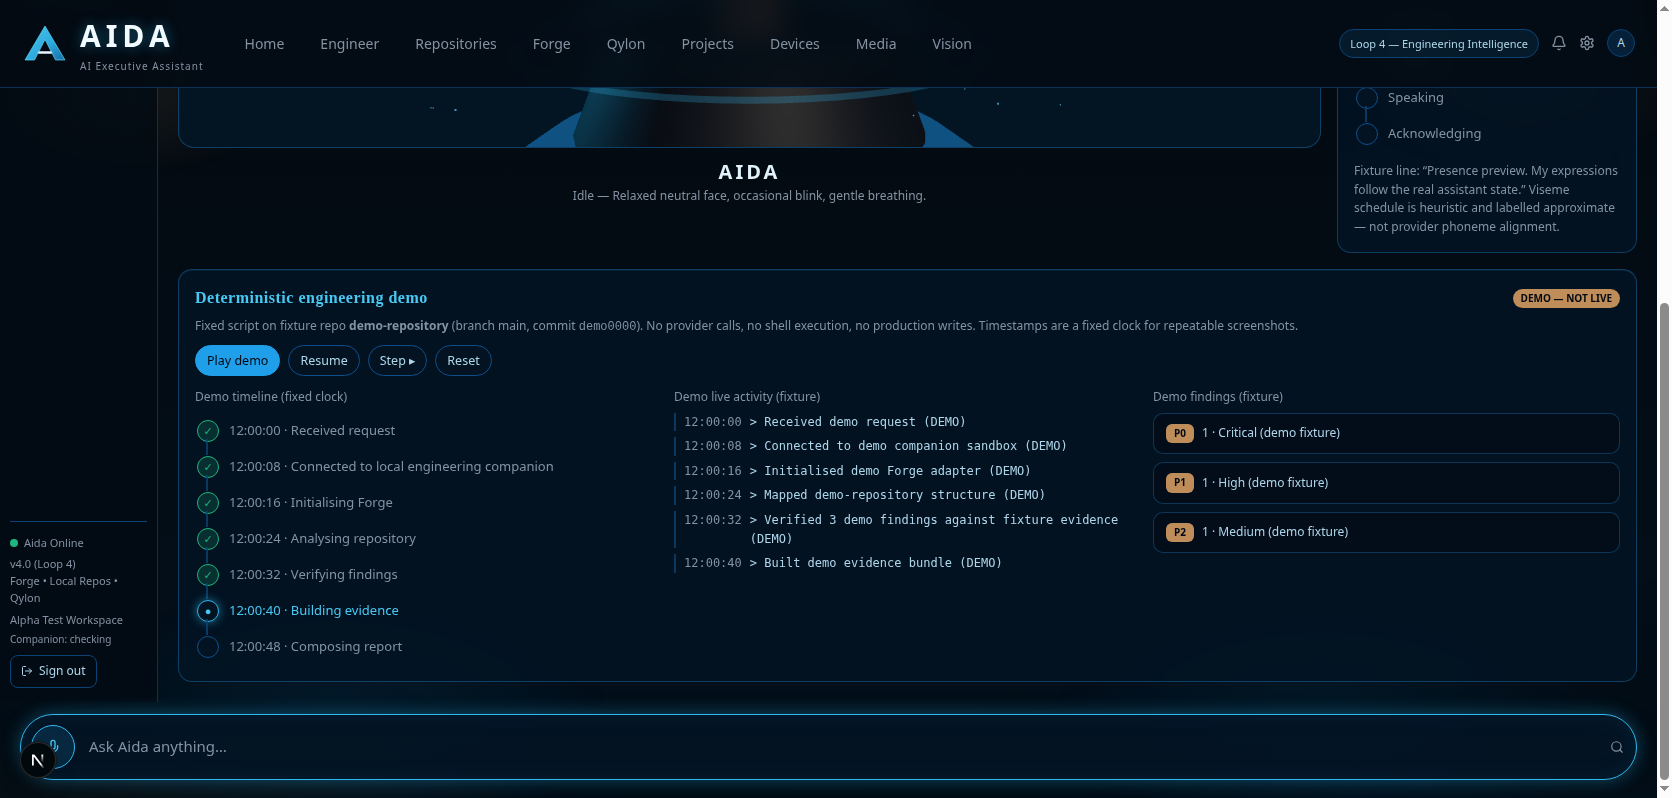 AIDA
AI Executive Assistant
Home
Engineer
Repositories
Forge
Qylon
Projects
Devices
Media
Vision
Loop 4 — Engineering Intelligence
A
AIDA
Idle — Relaxed neutral face, occasional blink, gentle breathing.
Speaking
Acknowledging
Fixture line: “Presence preview. My expressions
follow the real assistant state.” Viseme
schedule is heuristic and labelled approximate
— not provider phoneme alignment.
Deterministic engineering demo
DEMO — NOT LIVE
Fixed script on fixture repo demo-repository (branch main, commit demo0000). No provider calls, no shell execution, no production writes. Timestamps are a fixed clock for repeatable screenshots.
Play demo
Resume
Step ▸
Reset
Demo timeline (fixed clock)
✓ 12:00:00 · Received request
✓ 12:00:08 · Connected to local engineering companion
✓ 12:00:16 · Initialising Forge
✓ 12:00:24 · Analysing repository
✓ 12:00:32 · Verifying findings
12:00:40 · Building evidence
12:00:48 · Composing report
Demo live activity (fixture)
12:00:00 > Received demo request (DEMO)
12:00:08 > Connected to demo companion sandbox (DEMO)
12:00:16 > Initialised demo Forge adapter (DEMO)
12:00:24 > Mapped demo-repository structure (DEMO)
12:00:32 > Verified 3 demo findings against fixture evidence
(DEMO)
12:00:40 > Built demo evidence bundle (DEMO)
Demo findings (fixture)
P0 1 · Critical (demo fixture)
P1 1 · High (demo fixture)
P2 1 · Medium (demo fixture)
Aida Online
v4.0 (Loop 4)
Forge • Local Repos •
Qylon
Alpha Test Workspace
Companion: checking
Sign out
N
Ask Aida anything...